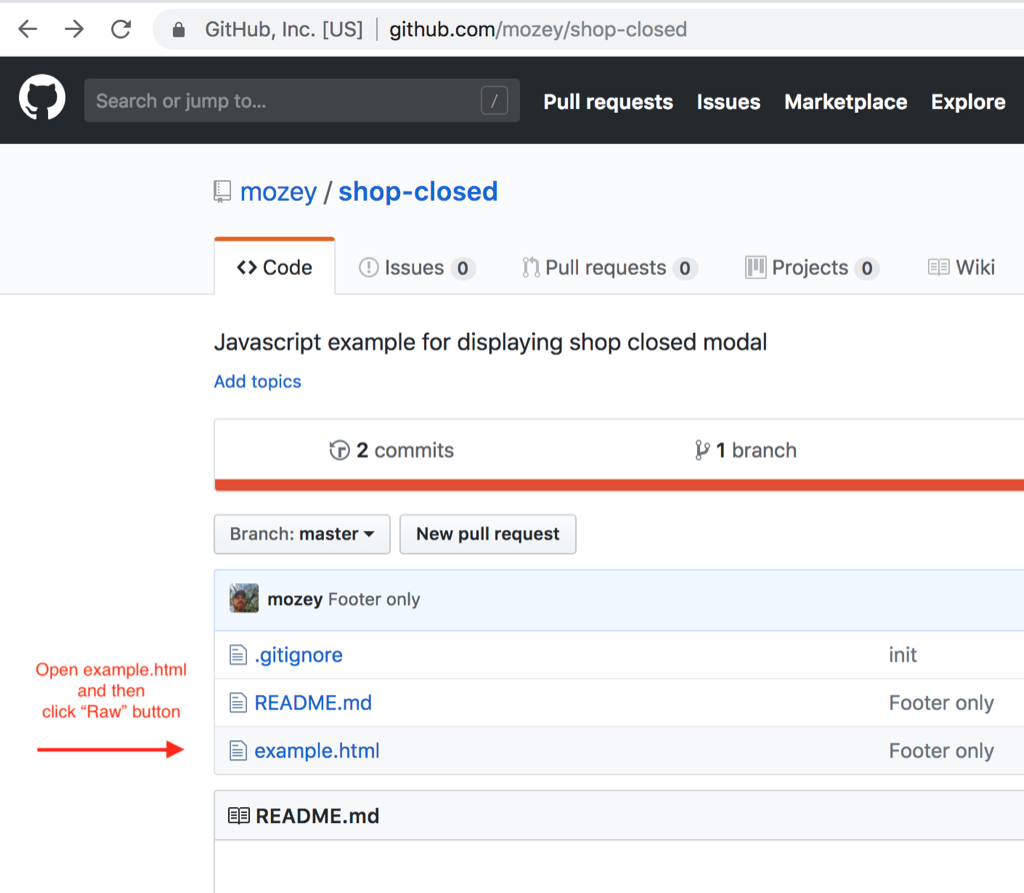 GitHub, Inc. [US] github.com/mozey/shop-closed
Search or jump to... / Pull requests Issues Marketplace Explore
mozey / shop-closed
Code Issues 0 Pull requests 0 Projects 0 Wiki
Javascript example for displaying shop closed modal
Add topics
2 commits 1 branch
Branch: master New pull request
mozey Footer only
.gitignore init
README.md Footer only
Open example.html
and then
click “Raw” button
example.html Footer only
README.md